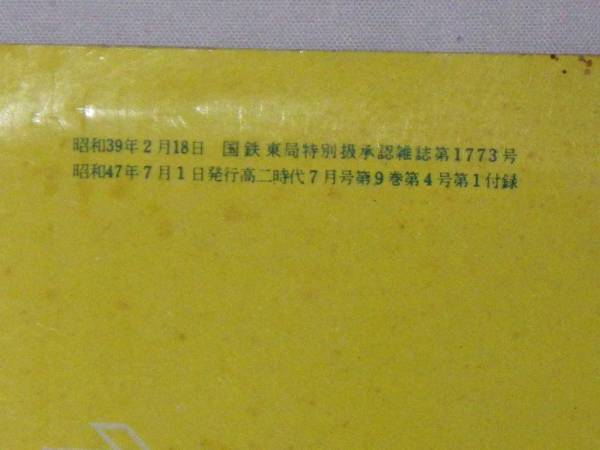 昭和39年2月18日 国鉄東局特別扱承認雑誌第1773号
昭和47年7月1日発行高二時代7月号第9巻第4号第1付録